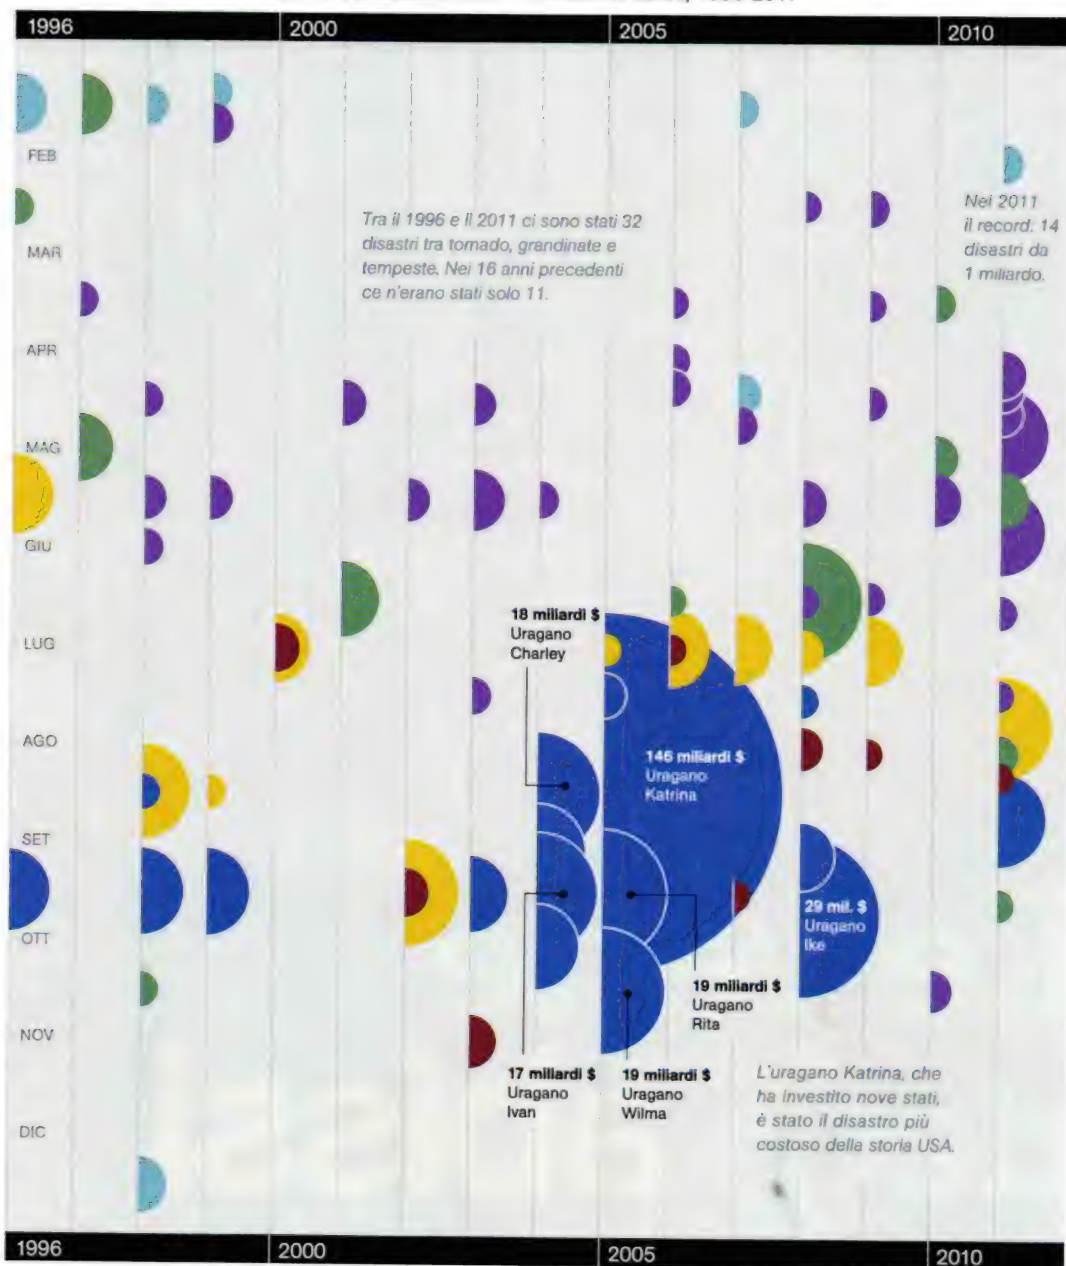 1996 2000 2005 2010
FEB
MAR
APR
MAG
GIU
LUG
AGO
SET
OTT
NOV
DIC
Tra il 1996 e il 2011 ci sono stati 32
disastri tra tornado, grandinate e
tempeste. Nei 16 anni precedenti
ce n'erano stati solo 11.
Nel 2011
il record: 14
disastri da
1 miliardo.
18 miliardi $
Uragano
Charley
146 miliardi $
Uragano
Katrina
29 mil. $
Uragano
Ike
19 miliardi $
Uragano
Rita
17 miliardi $
Uragano
Ivan
19 miliardi $
Uragano
Wilma
L'uragano Katrina, che
ha investito nove stati,
è stato il disastro più
costoso della storia USA.
1996 2000 2005 2010